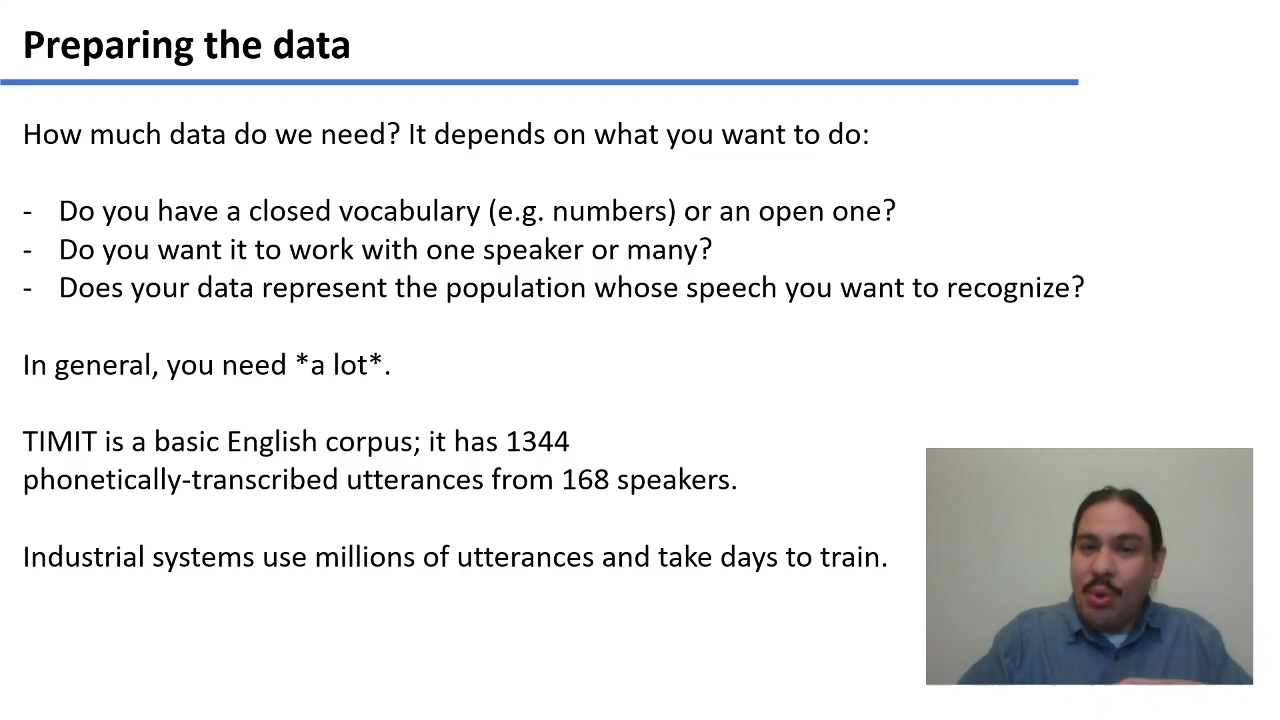 Preparing the data
How much data do we need? It depends on what you want to do:
- Do you have a closed vocabulary (e.g. numbers) or an open one?
- Do you want it to work with one speaker or many?
- Does your data represent the population whose speech you want to recognize?
In general, you need *a lot*.
TIMIT is a basic English corpus; it has 1344
phonetically-transcribed utterances from 168 speakers.
Industrial systems use millions of utterances and take days to train.